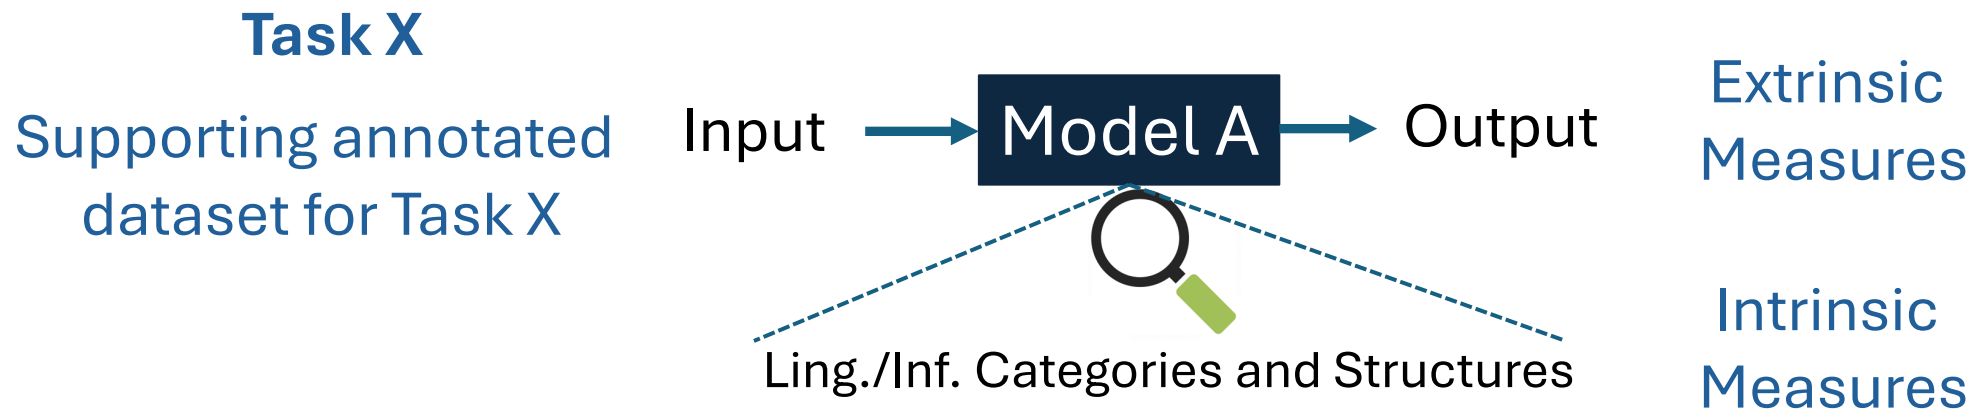 Task X
Supporting annotated
dataset for Task X
Input
Model A
Output
Extrinsic
Measures
Ling./Inf. Categories and Structures
Intrinsic
Measures